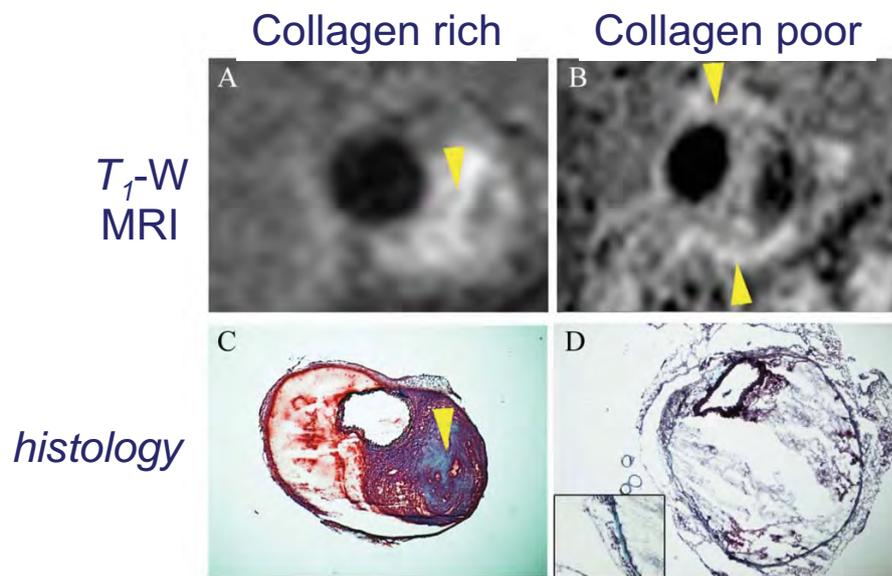 Collagen rich
Collagen poor
A
B
T₁-W
MRI
C
D
histology